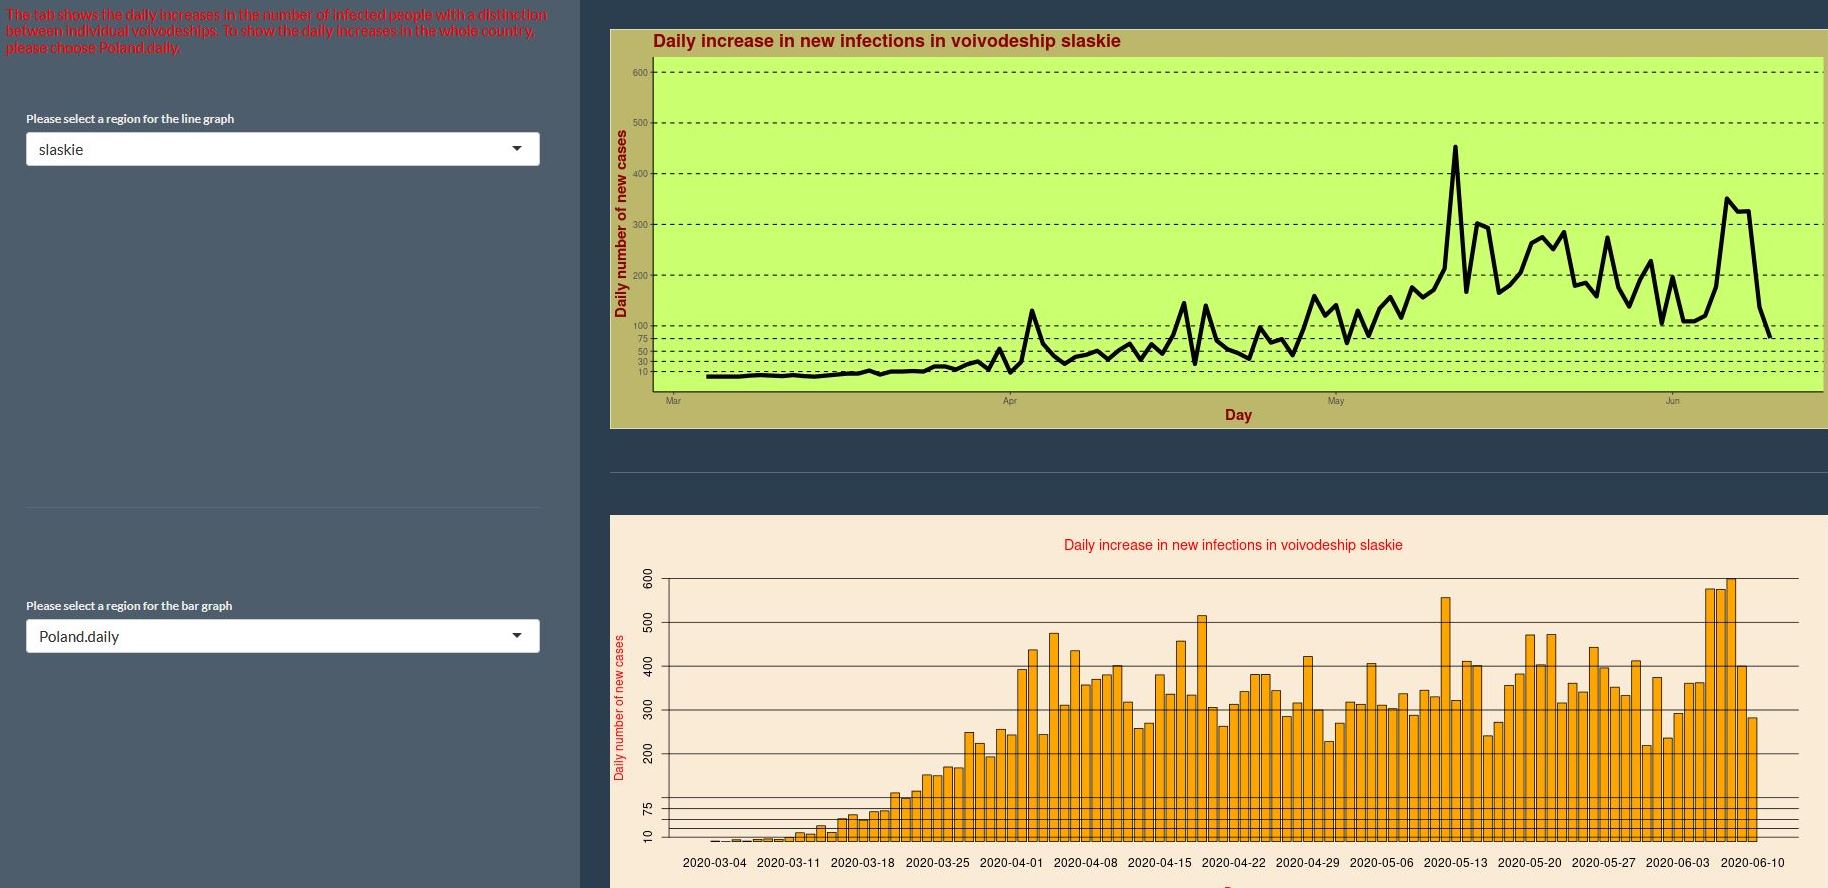 The tab shows the daily increases in the number of infected people with a distinction
between individual voivodeships. To show the daily increases in the whole country,
please choose Poland.daily.
Please select a region for the line graph
slaskie
Please select a region for the bar graph
Poland.daily
Daily increase in new infections in voivodeship slaskie
Daily number of new cases
600
500
400
300
200
100
75
50
30
10
Mar
Apr
May
Jun
Day
Daily increase in new infections in voivodeship slaskie
Daily number of new cases
600
500
400
300
200
75
10
2020-03-04
2020-03-11
2020-03-18
2020-03-25
2020-04-01
2020-04-08
2020-04-15
2020-04-22
2020-04-29
2020-05-06
2020-05-13
2020-05-20
2020-05-27
2020-06-03
2020-06-10